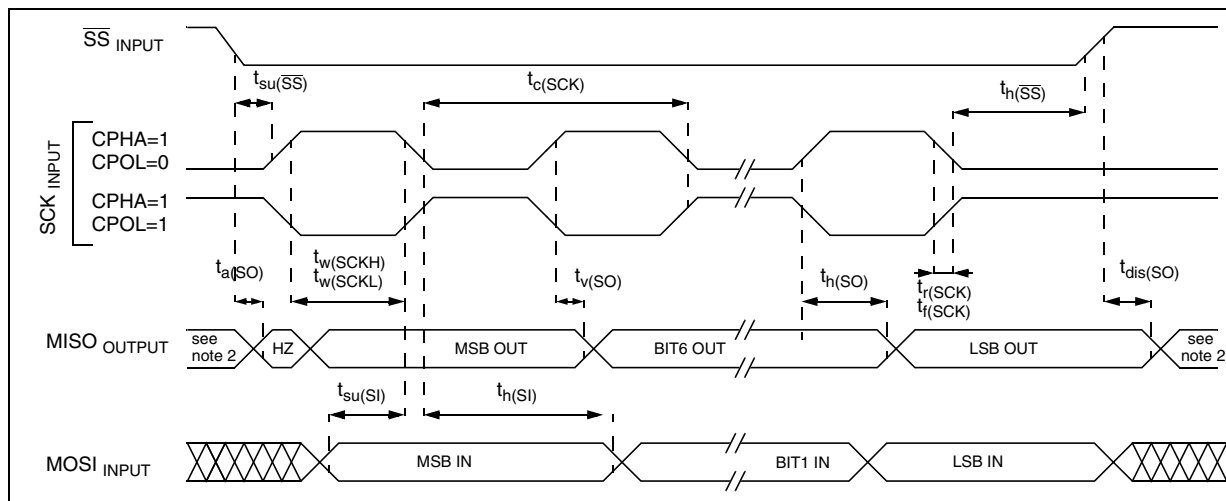 SS INPUT
tsu(SS)
tc(SCK)
th(SS)
SCK INPUT
CPHA=1
CPOL=0
CPHA=1
CPOL=1
ta(SO)
tw(SCKH)
tw(SCKL)
tv(SO)
th(SO)
tr(SCK)
tf(SCK)
tdis(SO)
MISO OUTPUT
see note 2
HZ
MSB OUT
BIT6 OUT
LSB OUT
see note 2
tsu(SI)
th(SI)
MOSI INPUT
MSB IN
BIT1 IN
LSB IN